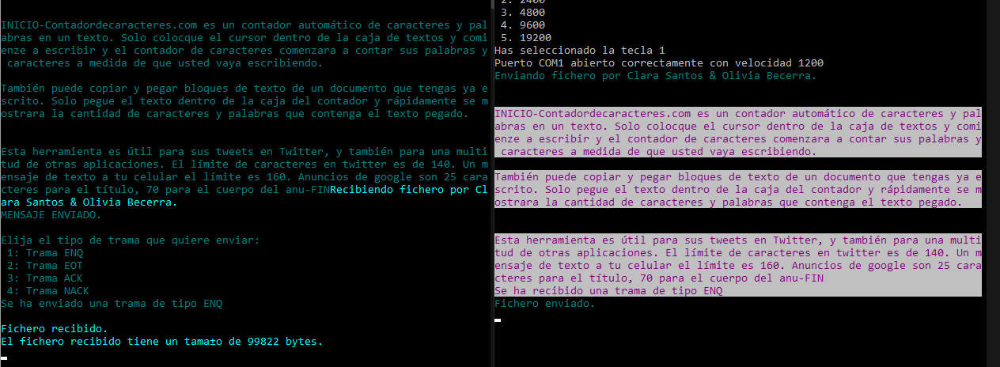 INICIO-Contadordecaracteres.com es un contador automático de caracteres y pal
abras en un texto. Solo colocque el cursor dentro de la caja de textos y comi
enze a escribir y el contador de caracteres comenzara a contar sus palabras y
 caracteres a medida de que usted vaya escribiendo.
También puede copiar y pegar bloques de texto de un documento que tengas ya e
scrito. Solo pegue el texto dentro de la caja del contador y rápidamente se m
ostrara la cantidad de caracteres y palabras que contenga el texto pegado.
Esta herramienta es útil para sus tweets en Twitter, y también para una multi
tud de otras aplicaciones. El límite de caracteres en twitter es de 140. Un m
ensaje de texto a tu celular el límite es 160. Anuncios de google son 25 cara
cteres para el título, 70 para el cuerpo del anu-FINRecibiendo fichero por Cl
ara Santos & Olivia Becerra.
MENSAJE ENVIADO.
Elija el tipo de trama que quiere enviar:
 1: Trama ENQ
 2: Trama EOT
 3: Trama ACK
 4: Trama NACK
Se ha enviado una trama de tipo ENQ
Fichero recibido.
El fichero recibido tiene un tama±o de 99822 bytes.
 2. 2400
 3. 4800
 4. 9600
 5. 19200
Has seleccionado la tecla 1
Puerto COM1 abierto correctamente con velocidad 1200
Enviando fichero por Clara Santos & Olivia Becerra.
INICIO-Contadordecaracteres.com es un contador automático de caracteres y pal
abras en un texto. Solo colocque el cursor dentro de la caja de textos y comi
enze a escribir y el contador de caracteres comenzara a contar sus palabras y
 caracteres a medida de que usted vaya escribiendo.
También puede copiar y pegar bloques de texto de un documento que tengas ya e
scrito. Solo pegue el texto dentro de la caja del contador y rápidamente se m
ostrara la cantidad de caracteres y palabras que contenga el texto pegado.
Esta herramienta es útil para sus tweets en Twitter, y también para una multi
tud de otras aplicaciones. El límite de caracteres en twitter es de 140. Un m
ensaje de texto a tu celular el límite es 160. Anuncios de google son 25 cara
cteres para el título, 70 para el cuerpo del anu-FIN
Se ha recibido una trama de tipo ENQ
Fichero enviado.